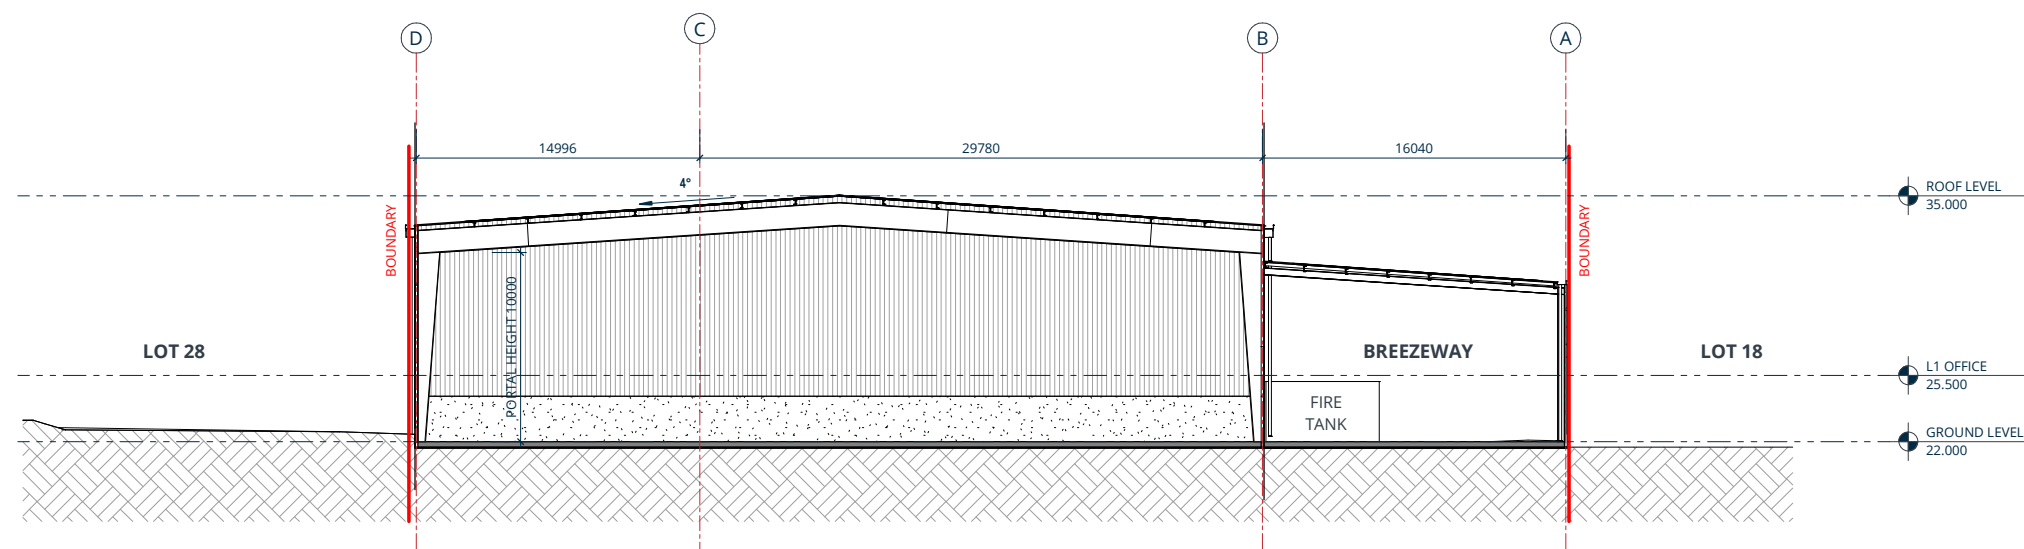 D
C
B
A
14996
29780
16040
4°
ROOF LEVEL
35.000
BOUNDARY
BOUNDARY
PORTAL HEIGHT 10000
LOT 28
BREEZEWAY
LOT 18
L1 OFFICE
25.500
FIRE
TANK
GROUND LEVEL
22.000